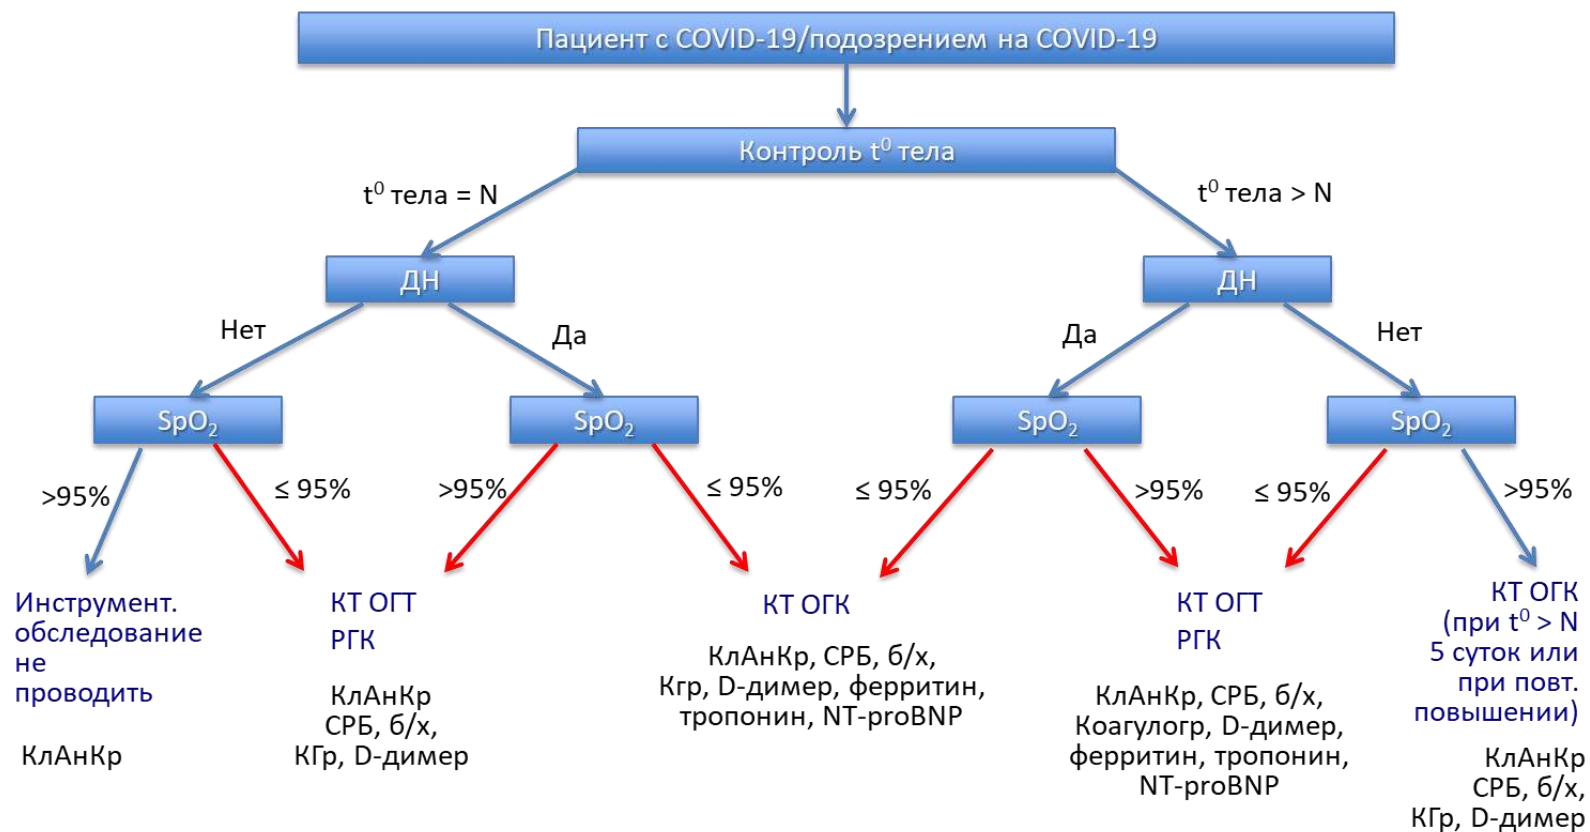 Пациент с COVID-19/подозрением на COVID-19
Контроль t⁰ тела
t⁰ тела = N
t⁰ тела > N
ДН
ДН
Нет
Да
Да
Нет
SpO₂
SpO₂
SpO₂
SpO₂
>95%
≤ 95%
>95%
≤ 95%
≤ 95%
>95%
≤ 95%
>95%
Инструмент.
обследование
не
проводить
КлАнКр
КТ ОГТ
РГК
КлАнКр
СРБ, б/х,
КГр, D-димер
КТ ОГК
КлАнКр, СРБ, б/х,
Кгр, D-димер, ферритин,
тропонин, NT-proBNP
КТ ОГТ
РГК
КлАнКр, СРБ, б/х,
Коагулогр, D-димер,
ферритин, тропонин,
NT-proBNP
КТ ОГК
(при t⁰ > N
5 суток или
при повт.
повышении)
КлАнКр
СРБ, б/х,
КГр, D-димер